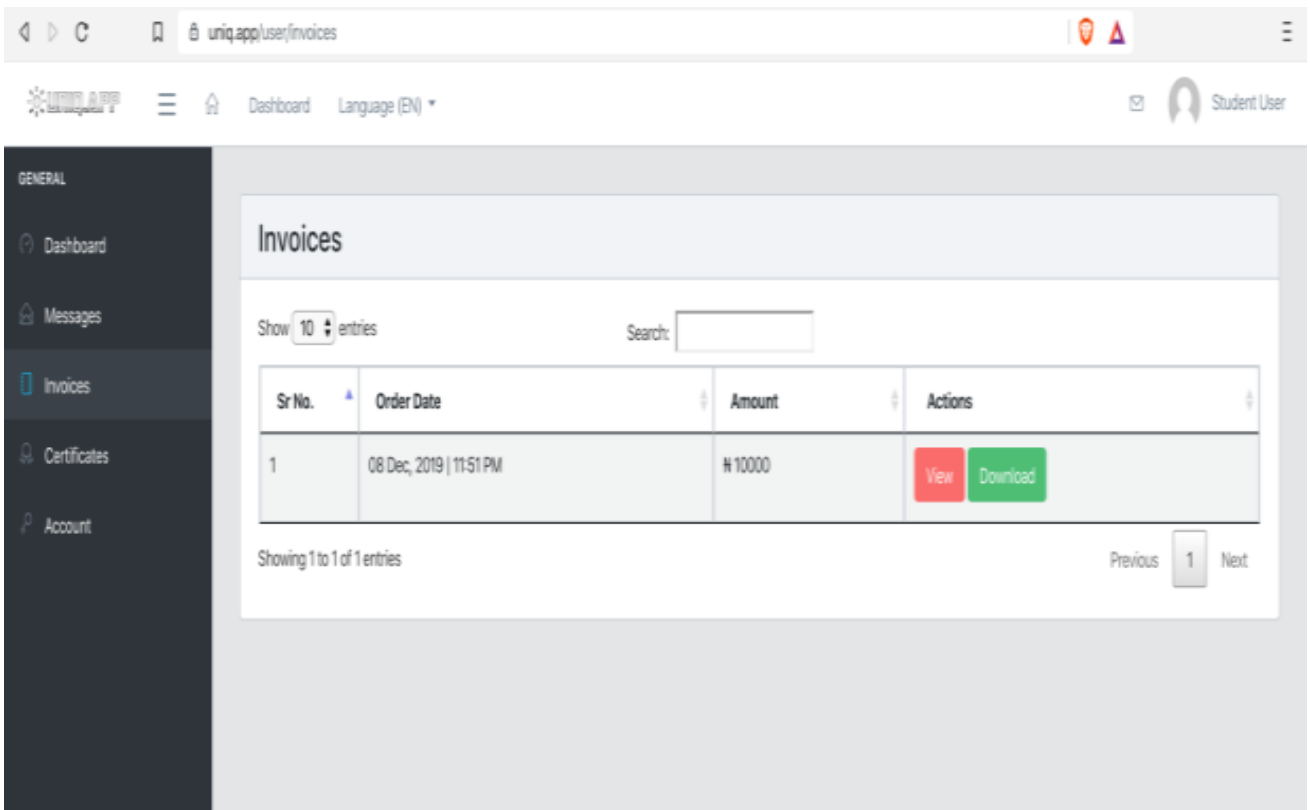 uniq.app/user/invoices
UNIQ.APP Dashboard Language (EN) Student User
GENERAL
Dashboard
Messages
Invoices
Certificates
Account
Invoices
Show 10 entries Search:
Sr No. Order Date Amount Actions
1 08 Dec, 2019 | 11:51 PM ₦ 10000 View Download
Showing 1 to 1 of 1 entries Previous 1 Next